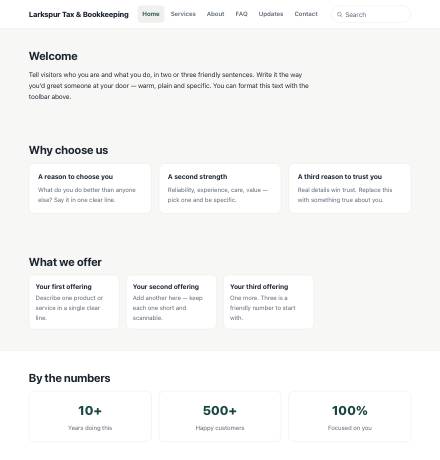 Larkspur Tax & Bookkeeping
Home
Services
About
FAQ
Updates
Contact
Search
Welcome
Tell visitors who you are and what you do, in two or three friendly sentences. Write it the way
you'd greet someone at your door — warm, plain and specific. You can format this text with the
toolbar above.
Why choose us
A reason to choose you
What do you do better than anyone
else? Say it in one clear line.
A second strength
Reliability, experience, care, value —
pick one and be specific.
A third reason to trust you
Real details win trust. Replace this
with something true about you.
What we offer
Your first offering
Describe one product or
service in a single clear
line.
Your second offering
Add another here — keep
each one short and
scannable.
Your third offering
One more. Three is a
friendly number to start
with.
By the numbers
10+
Years doing this
500+
Happy customers
100%
Focused on you